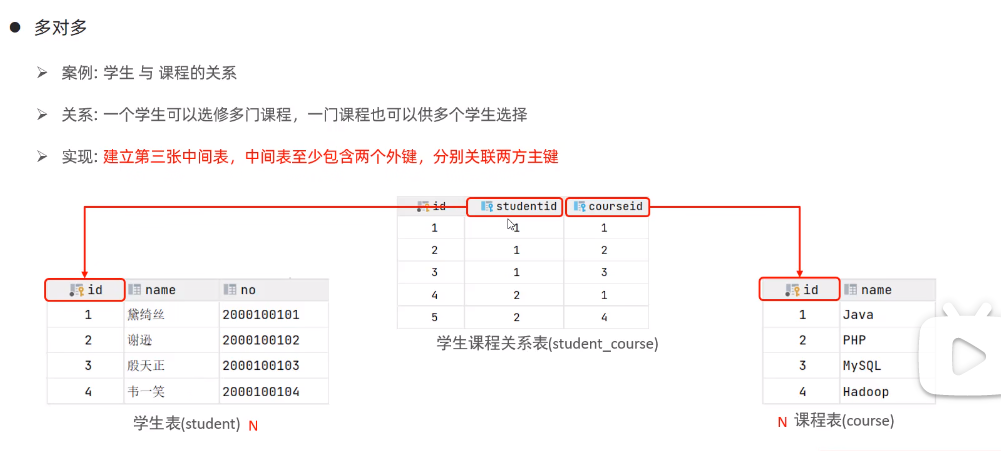 ● 多对多
➢ 案例: 学生 与 课程的关系
➢ 关系: 一个学生可以选修多门课程，一门课程也可以供多个学生选择
➢ 实现: 建立第三张中间表，中间表至少包含两个外键，分别关联两方主键
id studentid courseid
1 1 1
2 1 2
3 1 3
4 2 1
5 2 4
学生课程关系表(student_course)
id name no
1 黛绮丝 2000100101
2 谢逊 2000100102
3 殷天正 2000100103
4 韦一笑 2000100104
学生表(student) N
id name
1 Java
2 PHP
3 MySQL
4 Hadoop
N 课程表(course)